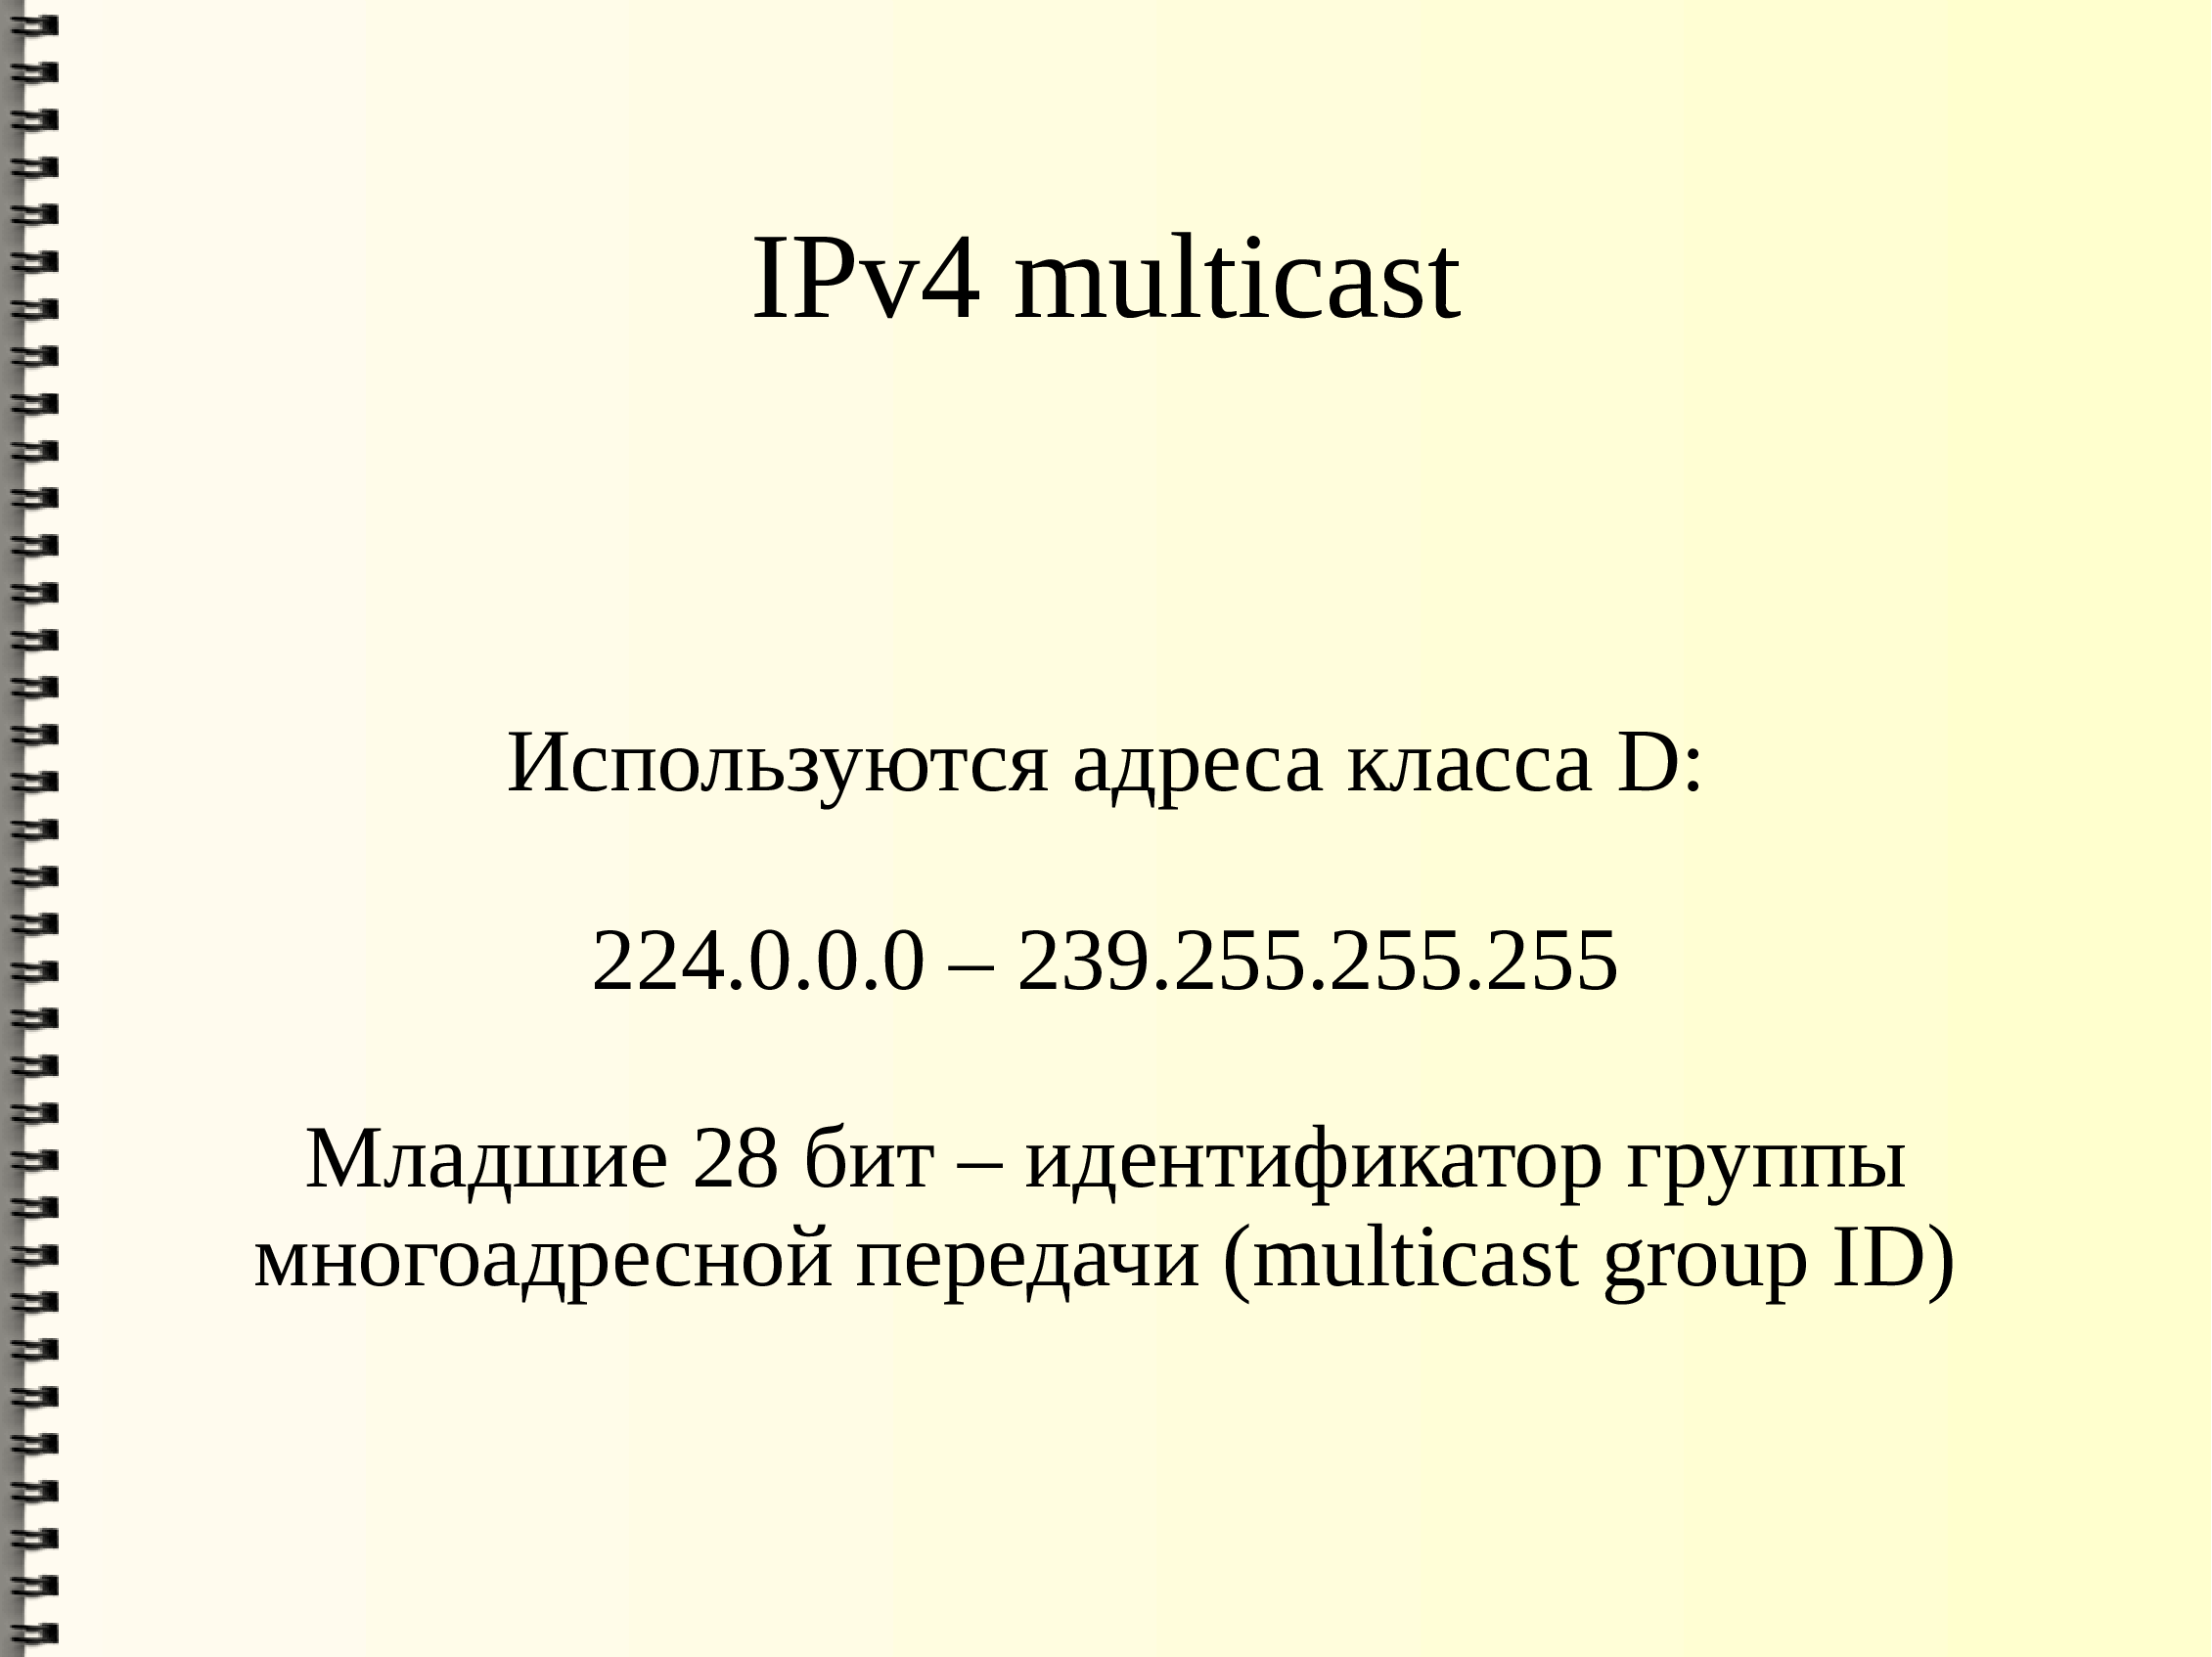 IPv4 multicast
Используются адреса класса D:
224.0.0.0 – 239.255.255.255
Младшие 28 бит – идентификатор группы
многоадресной передачи (multicast group ID)